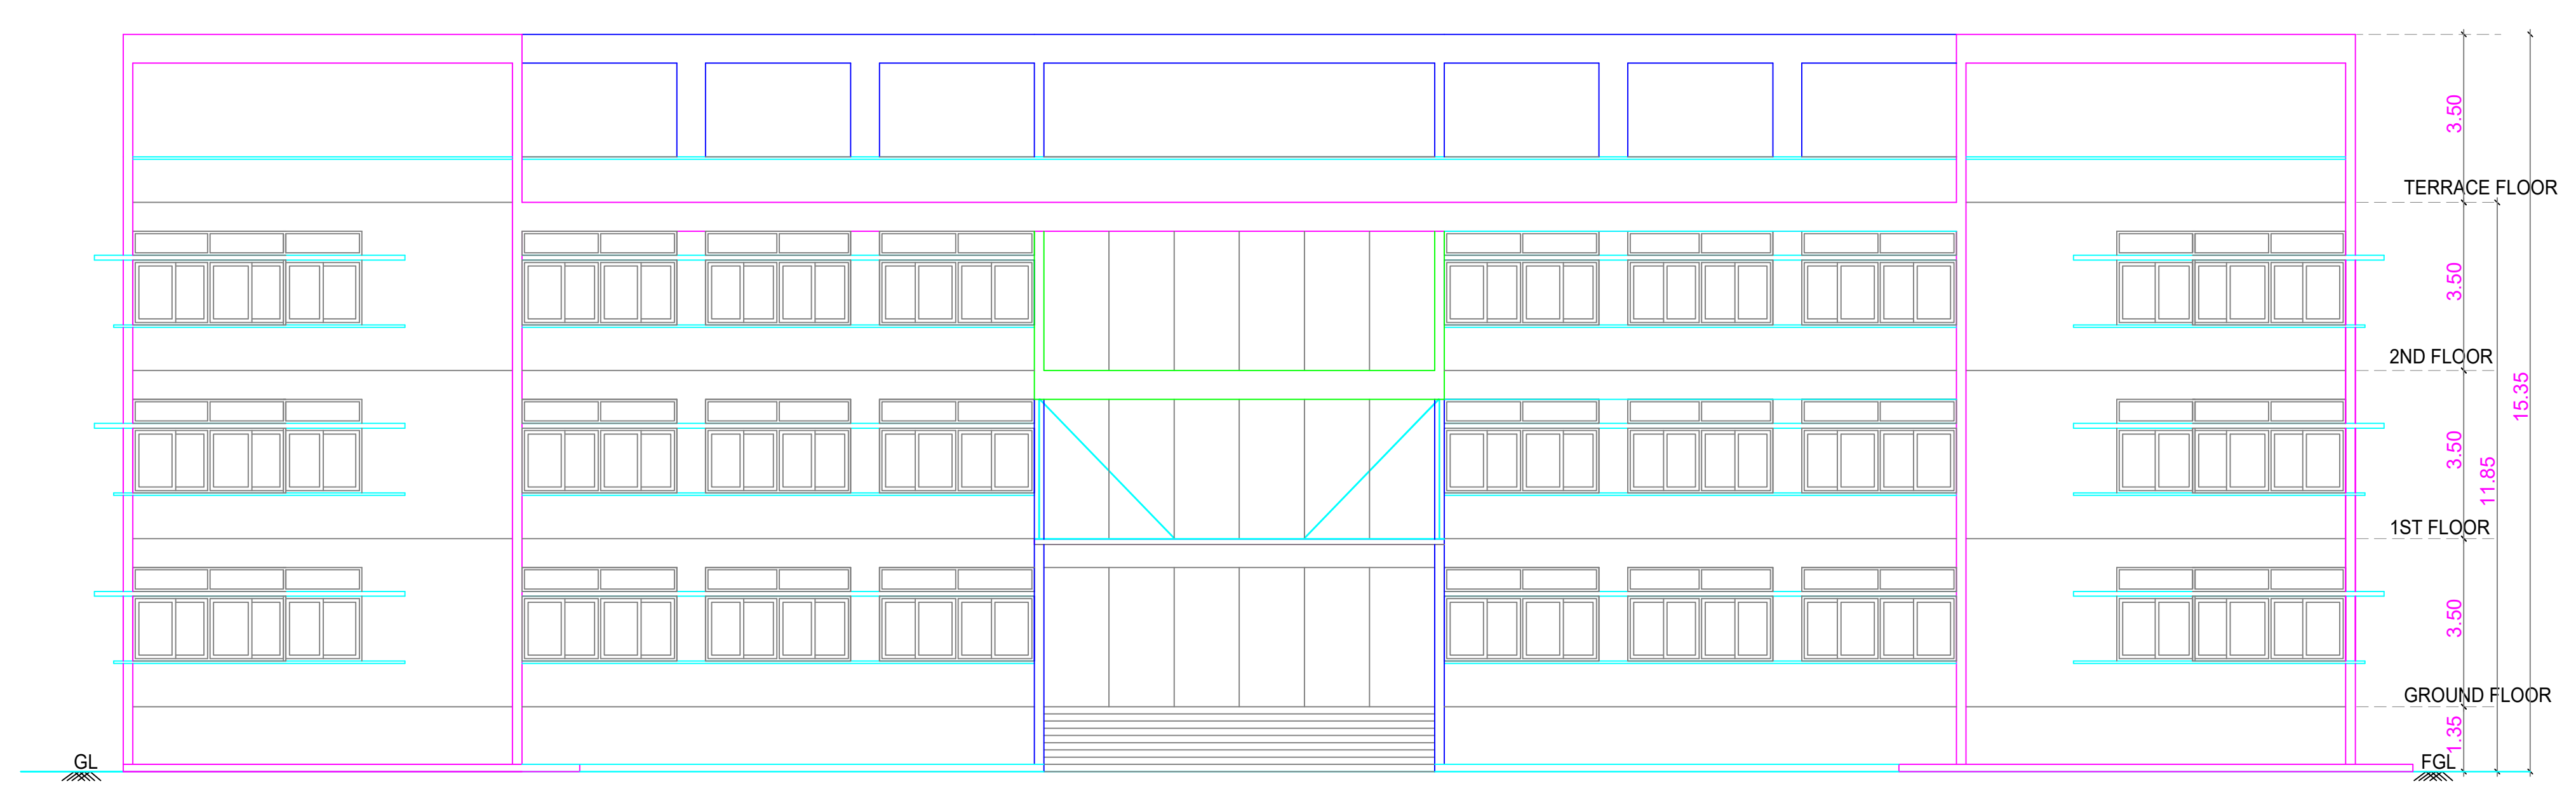 3.50
TERRACE FLOOR
3.50
2ND FLOOR
15.35
3.50
11.85
1ST FLOOR
3.50
GROUND FLOOR
1.35
GL
FGL